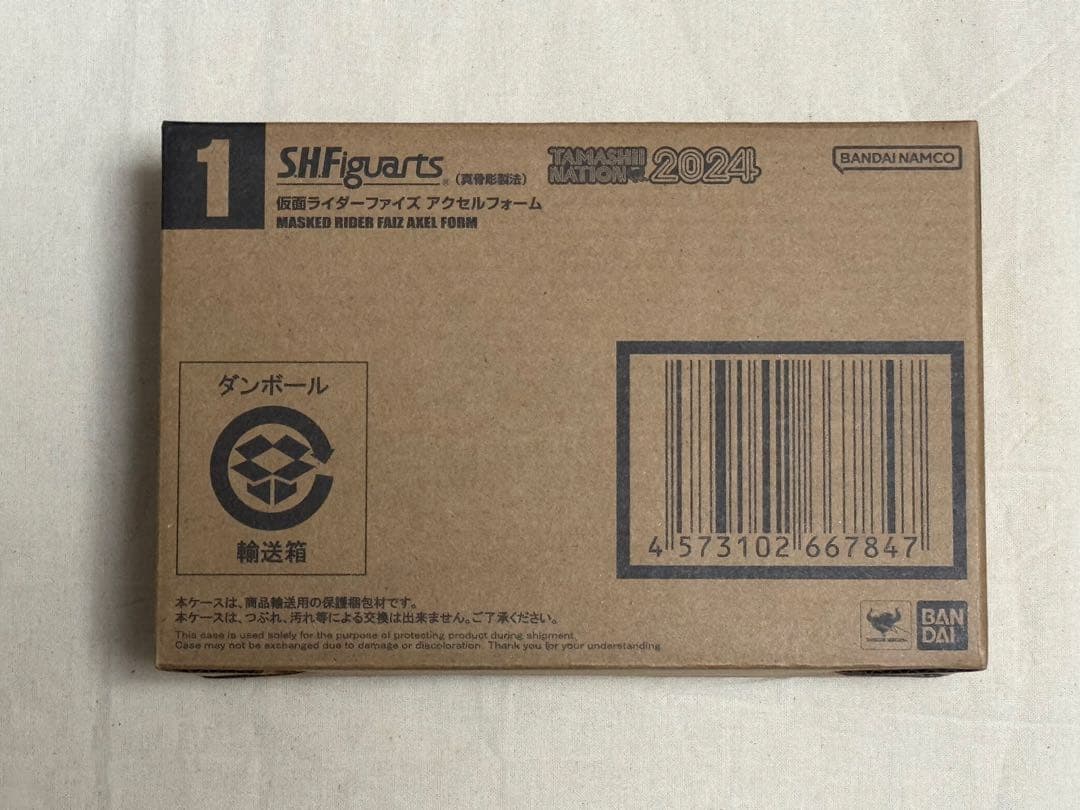 1
S.H.Figuarts ® (真骨彫製法) TAMASHII NATION 2024
BANDAI NAMCO
仮面ライダーファイズ アクセルフォーム
MASKED RIDER FAIZ AXEL FORM
ダンボール
輸送箱
4 573102 667847
本ケースは、商品輸送用の保護梱包材です。
本ケースは、つぶれ、汚れ等による交換は出来ません。ご了承ください。
This case is used solely for the purpose of protecting product during shipment.
Case may not be exchanged due to damage or discoloration. Thank you for your understanding
BAN
DAI